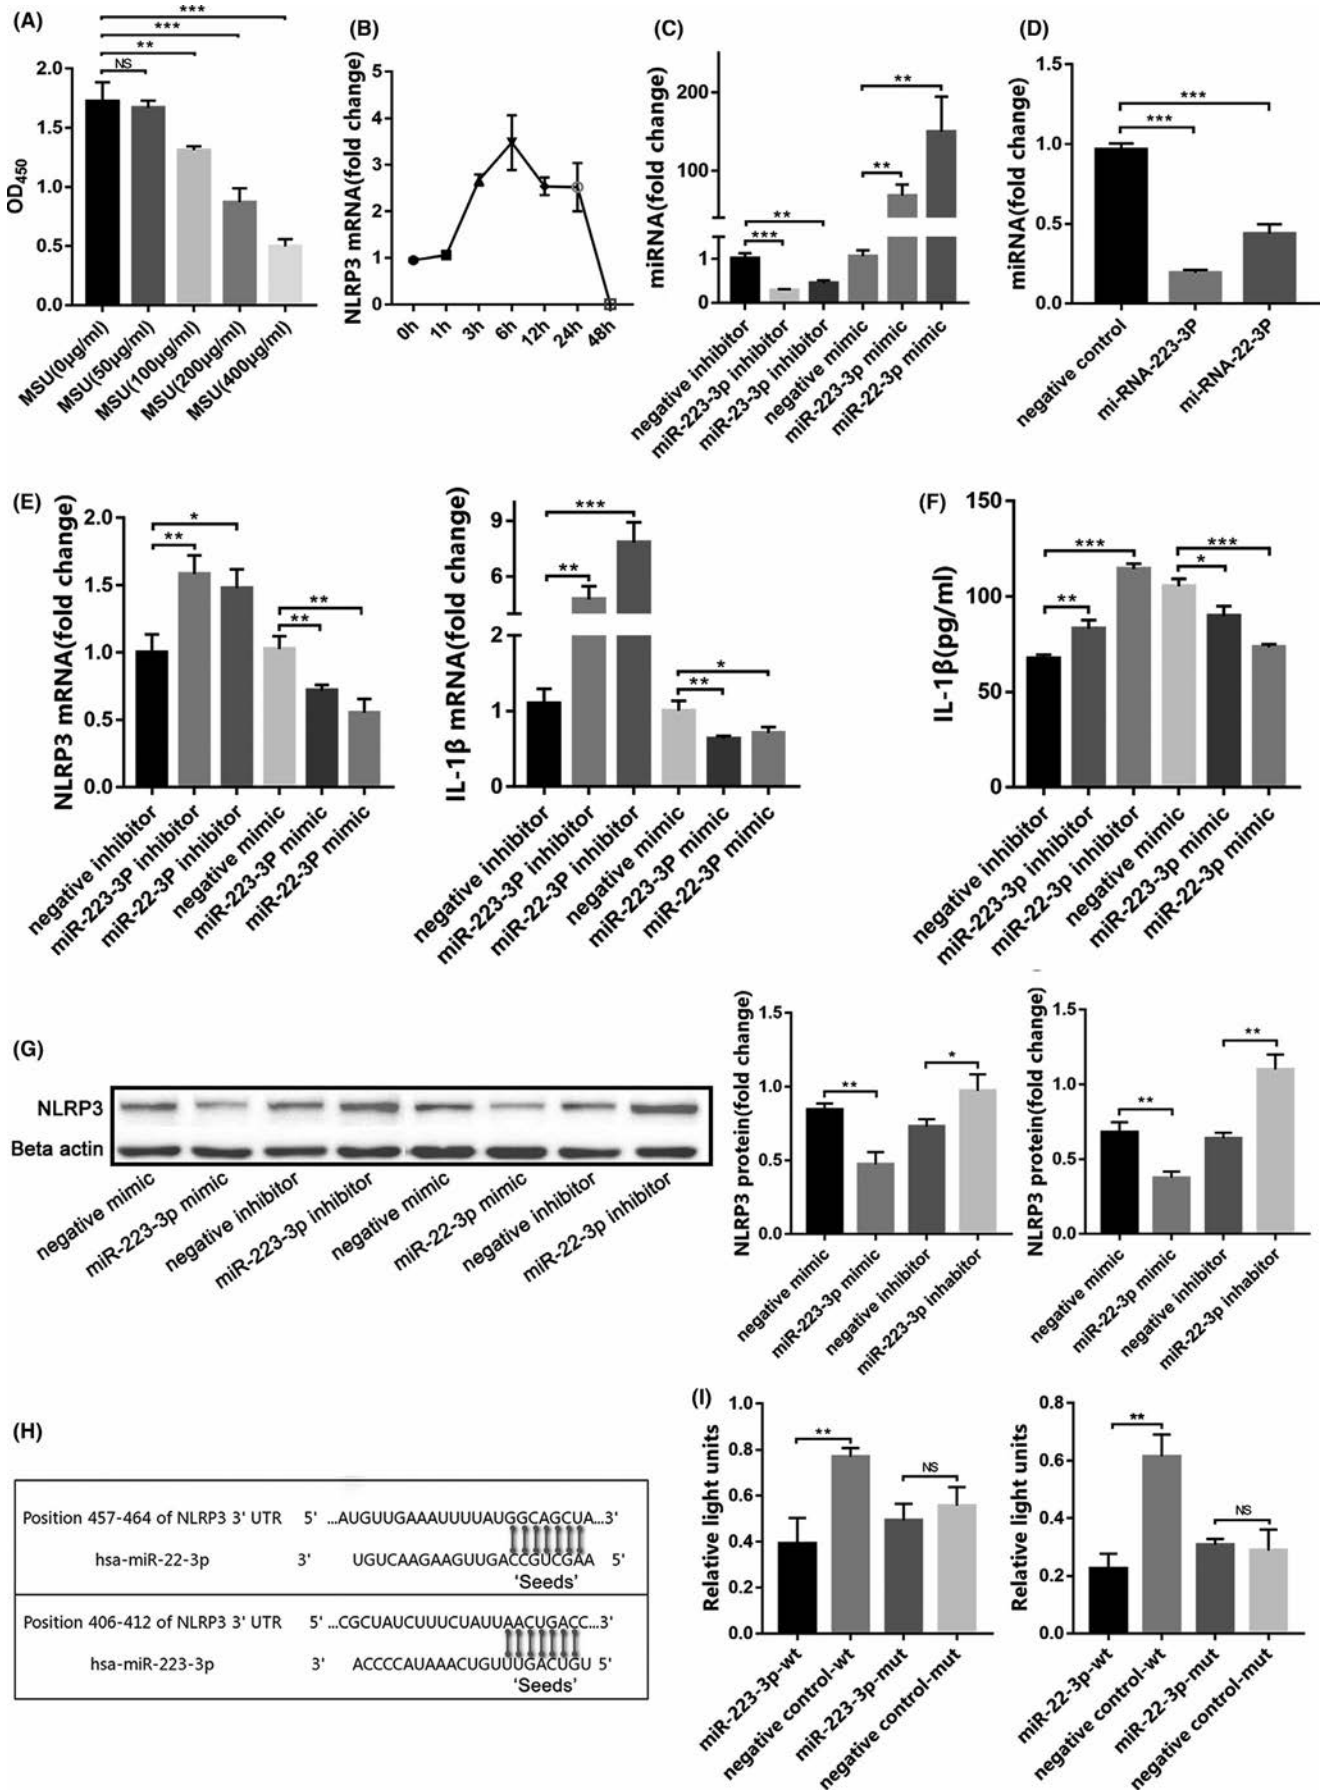 (A)
*** 
***
**
NS
OD450
2.0
1.5
1.0
0.5
0.0
MSU(0μg/ml)
MSU(50μg/ml)
MSU(100μg/ml)
MSU(200μg/ml)
MSU(400μg/ml)
(B)
NLRP3 mRNA(fold change)
5
4
3
2
1
0
0h
1h
3h
6h
12h
24h
48h
(C)
miRNA(fold change)
200
100
1
0
**
***
**
**
negative inhibitor
miR-223-3p inhibitor
miR-23-3p inhibitor
negative mimic
miR-223-3p mimic
miR-22-3p mimic
(D)
miRNA(fold change)
1.5
1.0
0.5
0.0
***
***
negative control
mi-RNA-223-3P
mi-RNA-22-3P
(E)
NLRP3 mRNA(fold change)
2.0
1.5
1.0
0.5
0.0
*
**
**
**
negative inhibitor
miR-223-3P inhibitor
miR-22-3P inhibitor
negative mimic
miR-223-3P mimic
miR-22-3P mimic
IL-1β mRNA(fold change)
9
6
2
1
0
***
**
*
**
negative inhibitor
miR-223-3P inhibitor
miR-22-3P inhibitor
negative mimic
miR-223-3P mimic
miR-22-3P mimic
(F)
IL-1β(pg/ml)
150
100
50
0
***
**
***
*
negative inhibitor
miR-223-3p inhibitor
miR-22-3p inhibitor
negative mimic
miR-223-3p mimic
miR-22-3p mimic
(G)
NLRP3
Beta actin
negative mimic
miR-223-3p mimic
negative inhibitor
miR-223-3p inhibitor
negative mimic
miR-22-3p mimic
negative inhibitor
miR-22-3p inhibitor
NLRP3 protein(fold change)
1.5
1.0
0.5
0.0
**
*
negative mimic
miR-223-3p mimic
negative inhibitor
miR-223-3p inhabitor
NLRP3 protein(fold change)
1.5
1.0
0.5
0.0
**
**
negative mimic
miR-22-3p mimic
negative inhibitor
miR-22-3p inhabitor
(H)
Position 457-464 of NLRP3 3' UTR 5' ...AUGUUGAAAUUUUAUGGCAGCUA...3'
hsa-miR-22-3p 3' UGUCAAGAAGUUGACCGUCGAA 5'
'Seeds'
Position 406-412 of NLRP3 3' UTR 5' ...CGCUAUCUUUCUAUUAACUGACC...3'
hsa-miR-223-3p 3' ACCCCAUAAACUGUUUGACUGU 5'
'Seeds'
(I)
Relative light units
1.0
0.8
0.6
0.4
0.2
0.0
**
NS
miR-223-3p-wt
negative control-wt
miR-223-3p-mut
negative control-mut
Relative light units
0.8
0.6
0.4
0.2
0.0
**
NS
miR-22-3p-wt
negative control-wt
miR-22-3p-mut
negative control-mut